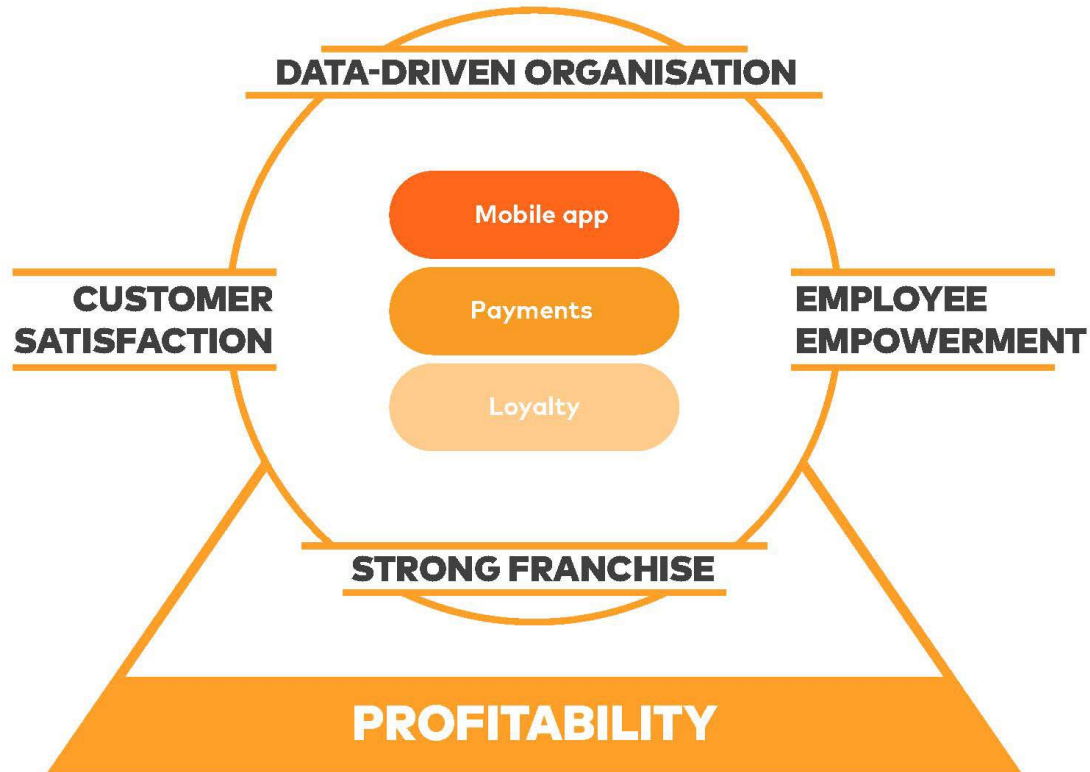 DATA-DRIVEN ORGANISATION
Mobile app
CUSTOMER
SATISFACTION
Payments
EMPLOYEE
EMPOWERMENT
Loyalty
STRONG FRANCHISE
PROFITABILITY